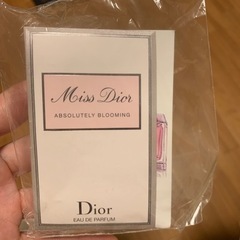 Miss Dior
ABSOLUTELY BLOOMING
Dior
EAU DE PARFUM